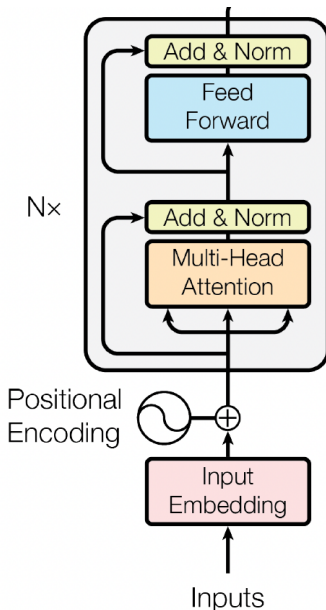 Add & Norm
Feed
Forward
N×
Add & Norm
Multi-Head
Attention
Positional
Encoding
Input
Embedding
Inputs